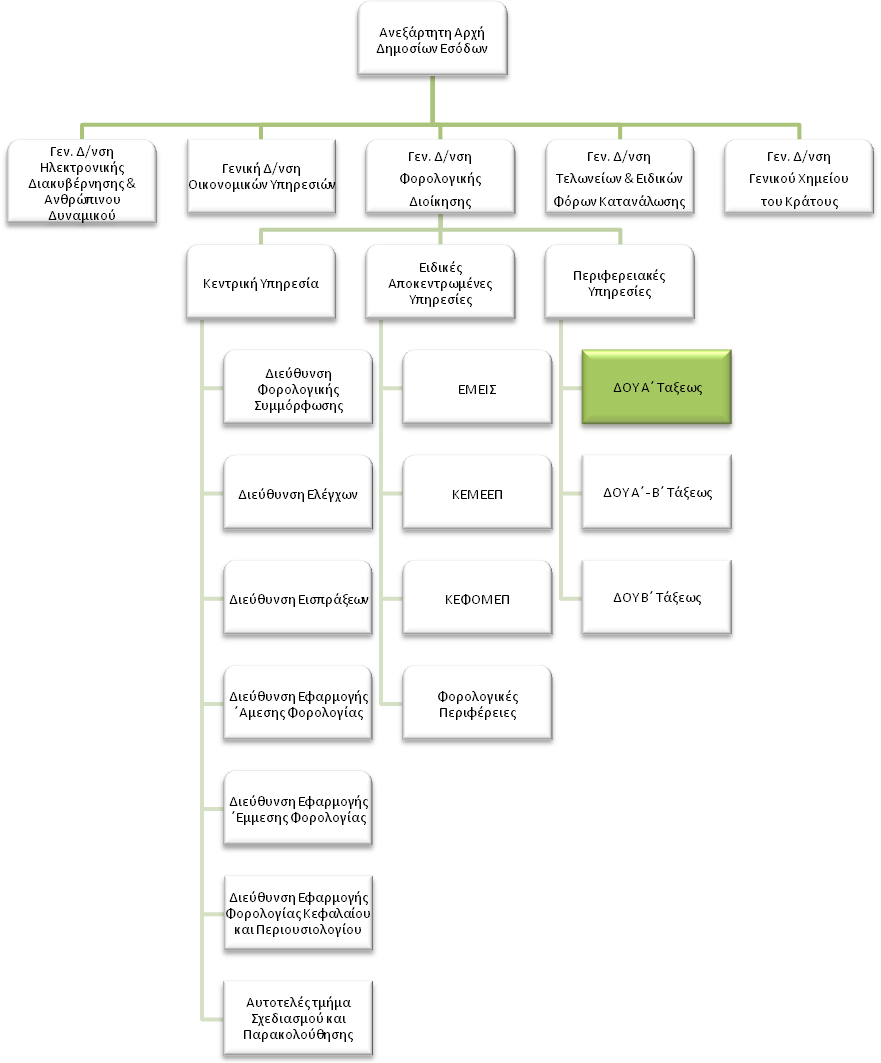 Ανεξάρτητη Αρχή
Δημοσίων Εσόδων
Γεν. Δ/νση
Ηλεκτρονικής
Διακυβέρνησης &
Ανθρώπινου
Δυναμικού
Γενική Δ/νση
Οικονομικών Υπηρεσιών
Γεν. Δ/νση
Φορολογικής
Διοίκησης
Γεν. Δ/νση
Τελωνείων & Ειδικών
Φόρων Κατανάλωσης
Γεν. Δ/νση
Γενικού Χημείου
του Κράτους
Κεντρική Υπηρεσία
Ειδικές
Αποκεντρωμένες
Υπηρεσίες
Περιφερειακές
Υπηρεσίες
Διεύθυνση
Φορολογικής
Συμμόρφωσης
Διεύθυνση Ελέγχων
Διεύθυνση Εισπράξεων
Διεύθυνση Εφαρμογής
΄Αμεσης Φορολογίας
Διεύθυνση Εφαρμογής
΄Εμμεσης Φορολογίας
Διεύθυνση Εφαρμογής
Φορολογίας Κεφαλαίου
και Περιουσιολογίου
Αυτοτελές τμήμα
Σχεδιασμού και
Παρακολούθησης
ΕΜΕΙΣ
ΚΕΜΕΕΠ
ΚΕΦΟΜΕΠ
Φορολογικές
Περιφέρειες
ΔΟΥ Α΄ Ταξεως
ΔΟΥ Α΄ - Β΄ Τάξεως
ΔΟΥ Β΄ Τάξεως